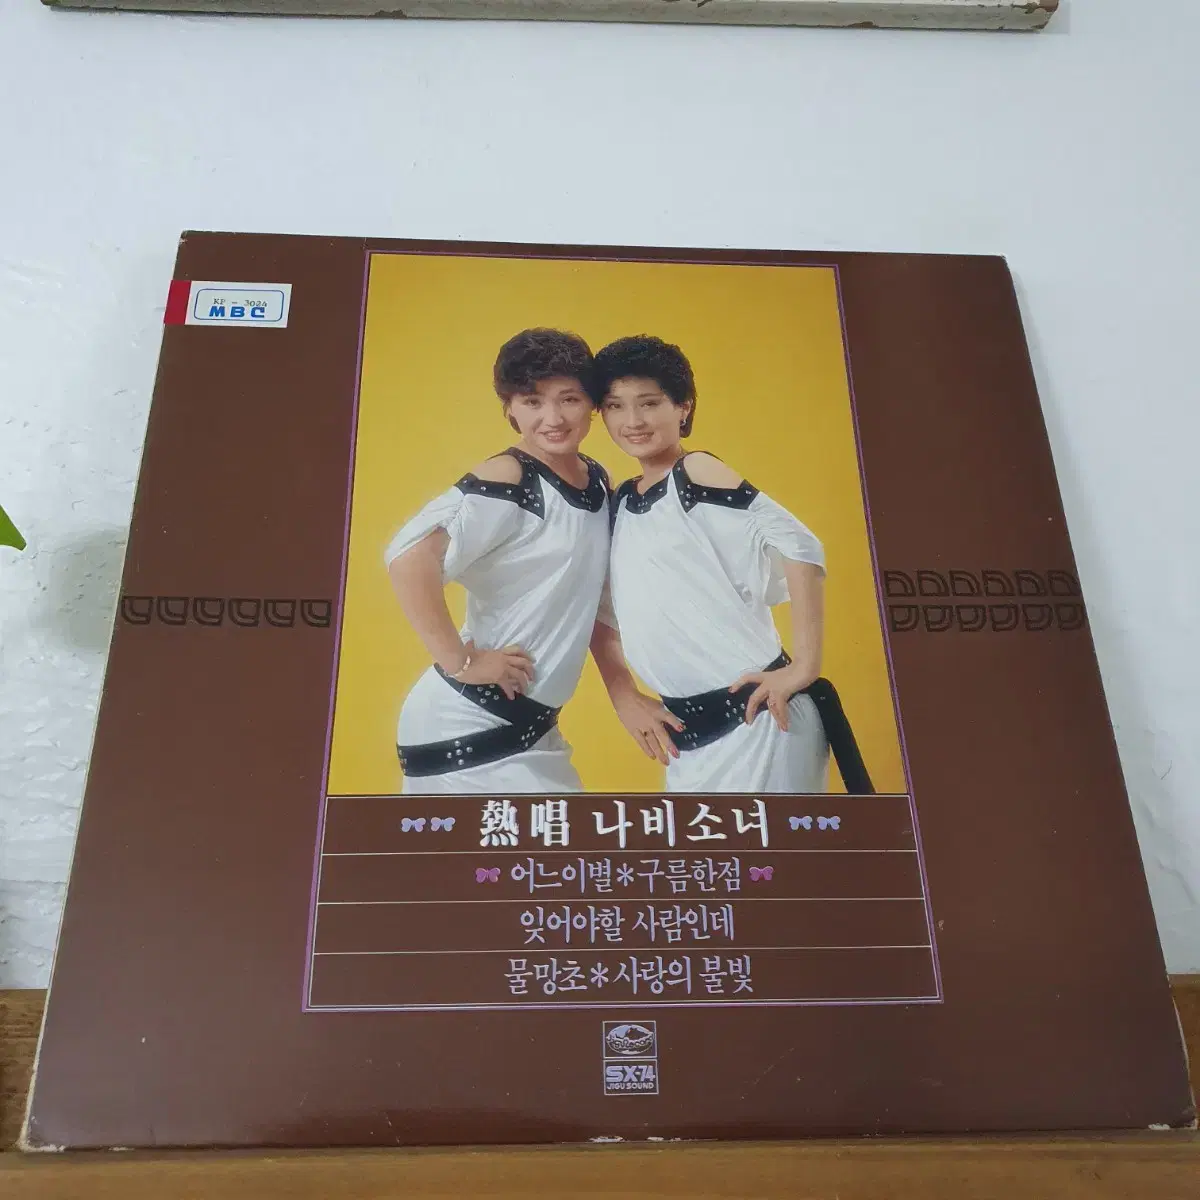 KP - 3024
MBC
熱唱 나비소녀
어느이별*구름한점
잊어야할 사람인데
물망초*사랑의 불빛
SX-74
JIGU SOUND